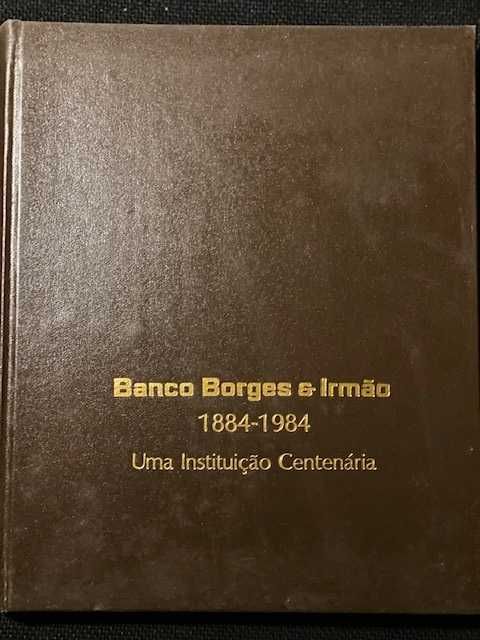 Banco Borges & Irmão
1884-1984
Uma Instituição Centenária